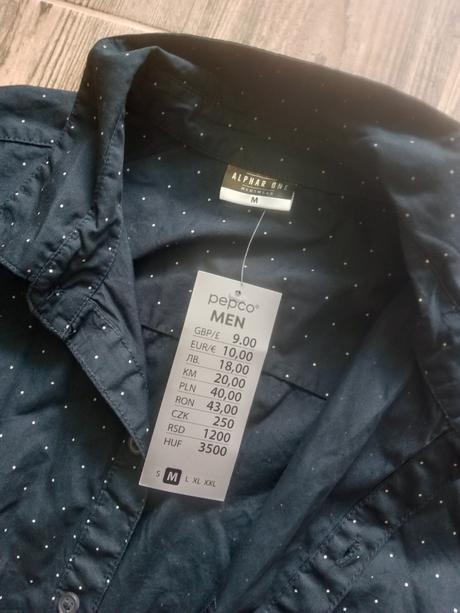 ALPHAR ONE
MENSWEAR
M
pepco®
MEN
GBP/£ 9.00
EUR/€ 10,00
ЛВ. 18,00
KM 20,00
PLN 40,00
RON 43,00
CZK 250
RSD 1200
HUF 3500
S M L XL XXL